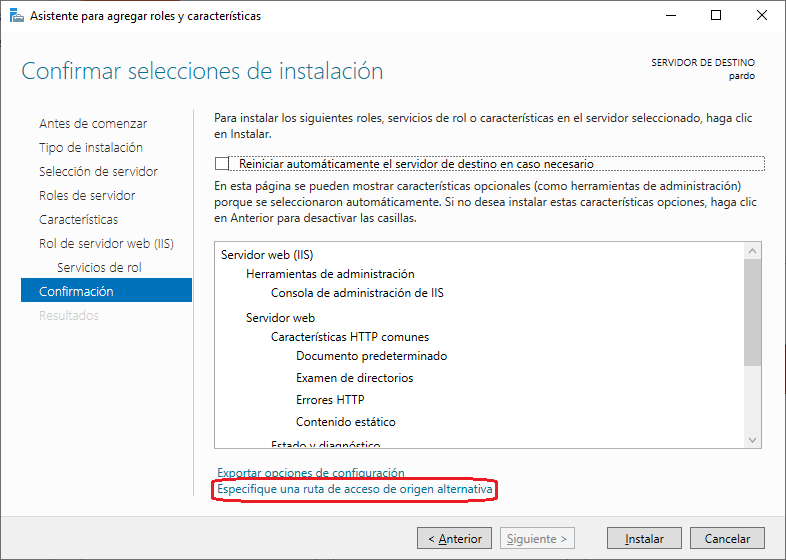 Asistente para agregar roles y características
Confirmar selecciones de instalación
SERVIDOR DE DESTINO
pardo
Antes de comenzar
Tipo de instalación
Selección de servidor
Roles de servidor
Características
Rol de servidor web (IIS)
Servicios de rol
Confirmación
Resultados
Para instalar los siguientes roles, servicios de rol o características en el servidor seleccionado, haga clic
en Instalar.
Reiniciar automáticamente el servidor de destino en caso necesario
En esta página se pueden mostrar características opcionales (como herramientas de administración)
porque se seleccionaron automáticamente. Si no desea instalar estas características opciones, haga clic
en Anterior para desactivar las casillas.
Servidor web (IIS)
Herramientas de administración
Consola de administración de IIS
Servidor web
Características HTTP comunes
Documento predeterminado
Examen de directorios
Errores HTTP
Contenido estático
Estado y diagnóstico
Exportar opciones de configuración
Especifique una ruta de acceso de origen alternativa
< Anterior
Siguiente >
Instalar
Cancelar